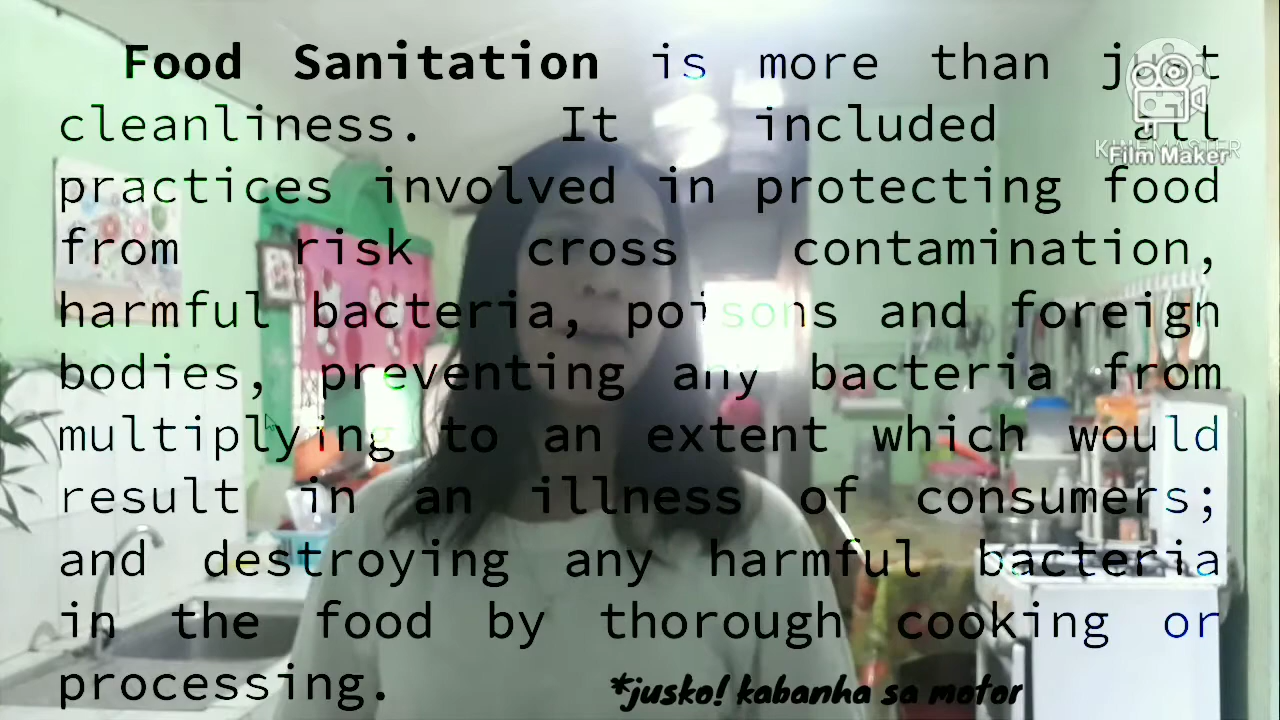 Food Sanitation is more than just
cleanliness. It included all
practices involved in protecting food
from risk cross contamination,
harmful bacteria, poisons and foreign
bodies, preventing any bacteria from
multiplying to an extent which would
result in an illness of consumers;
and destroying any harmful bacteria
in the food by thorough cooking or
processing.
*jusko! kabanha sa motor
KINEMASTER
Film Maker